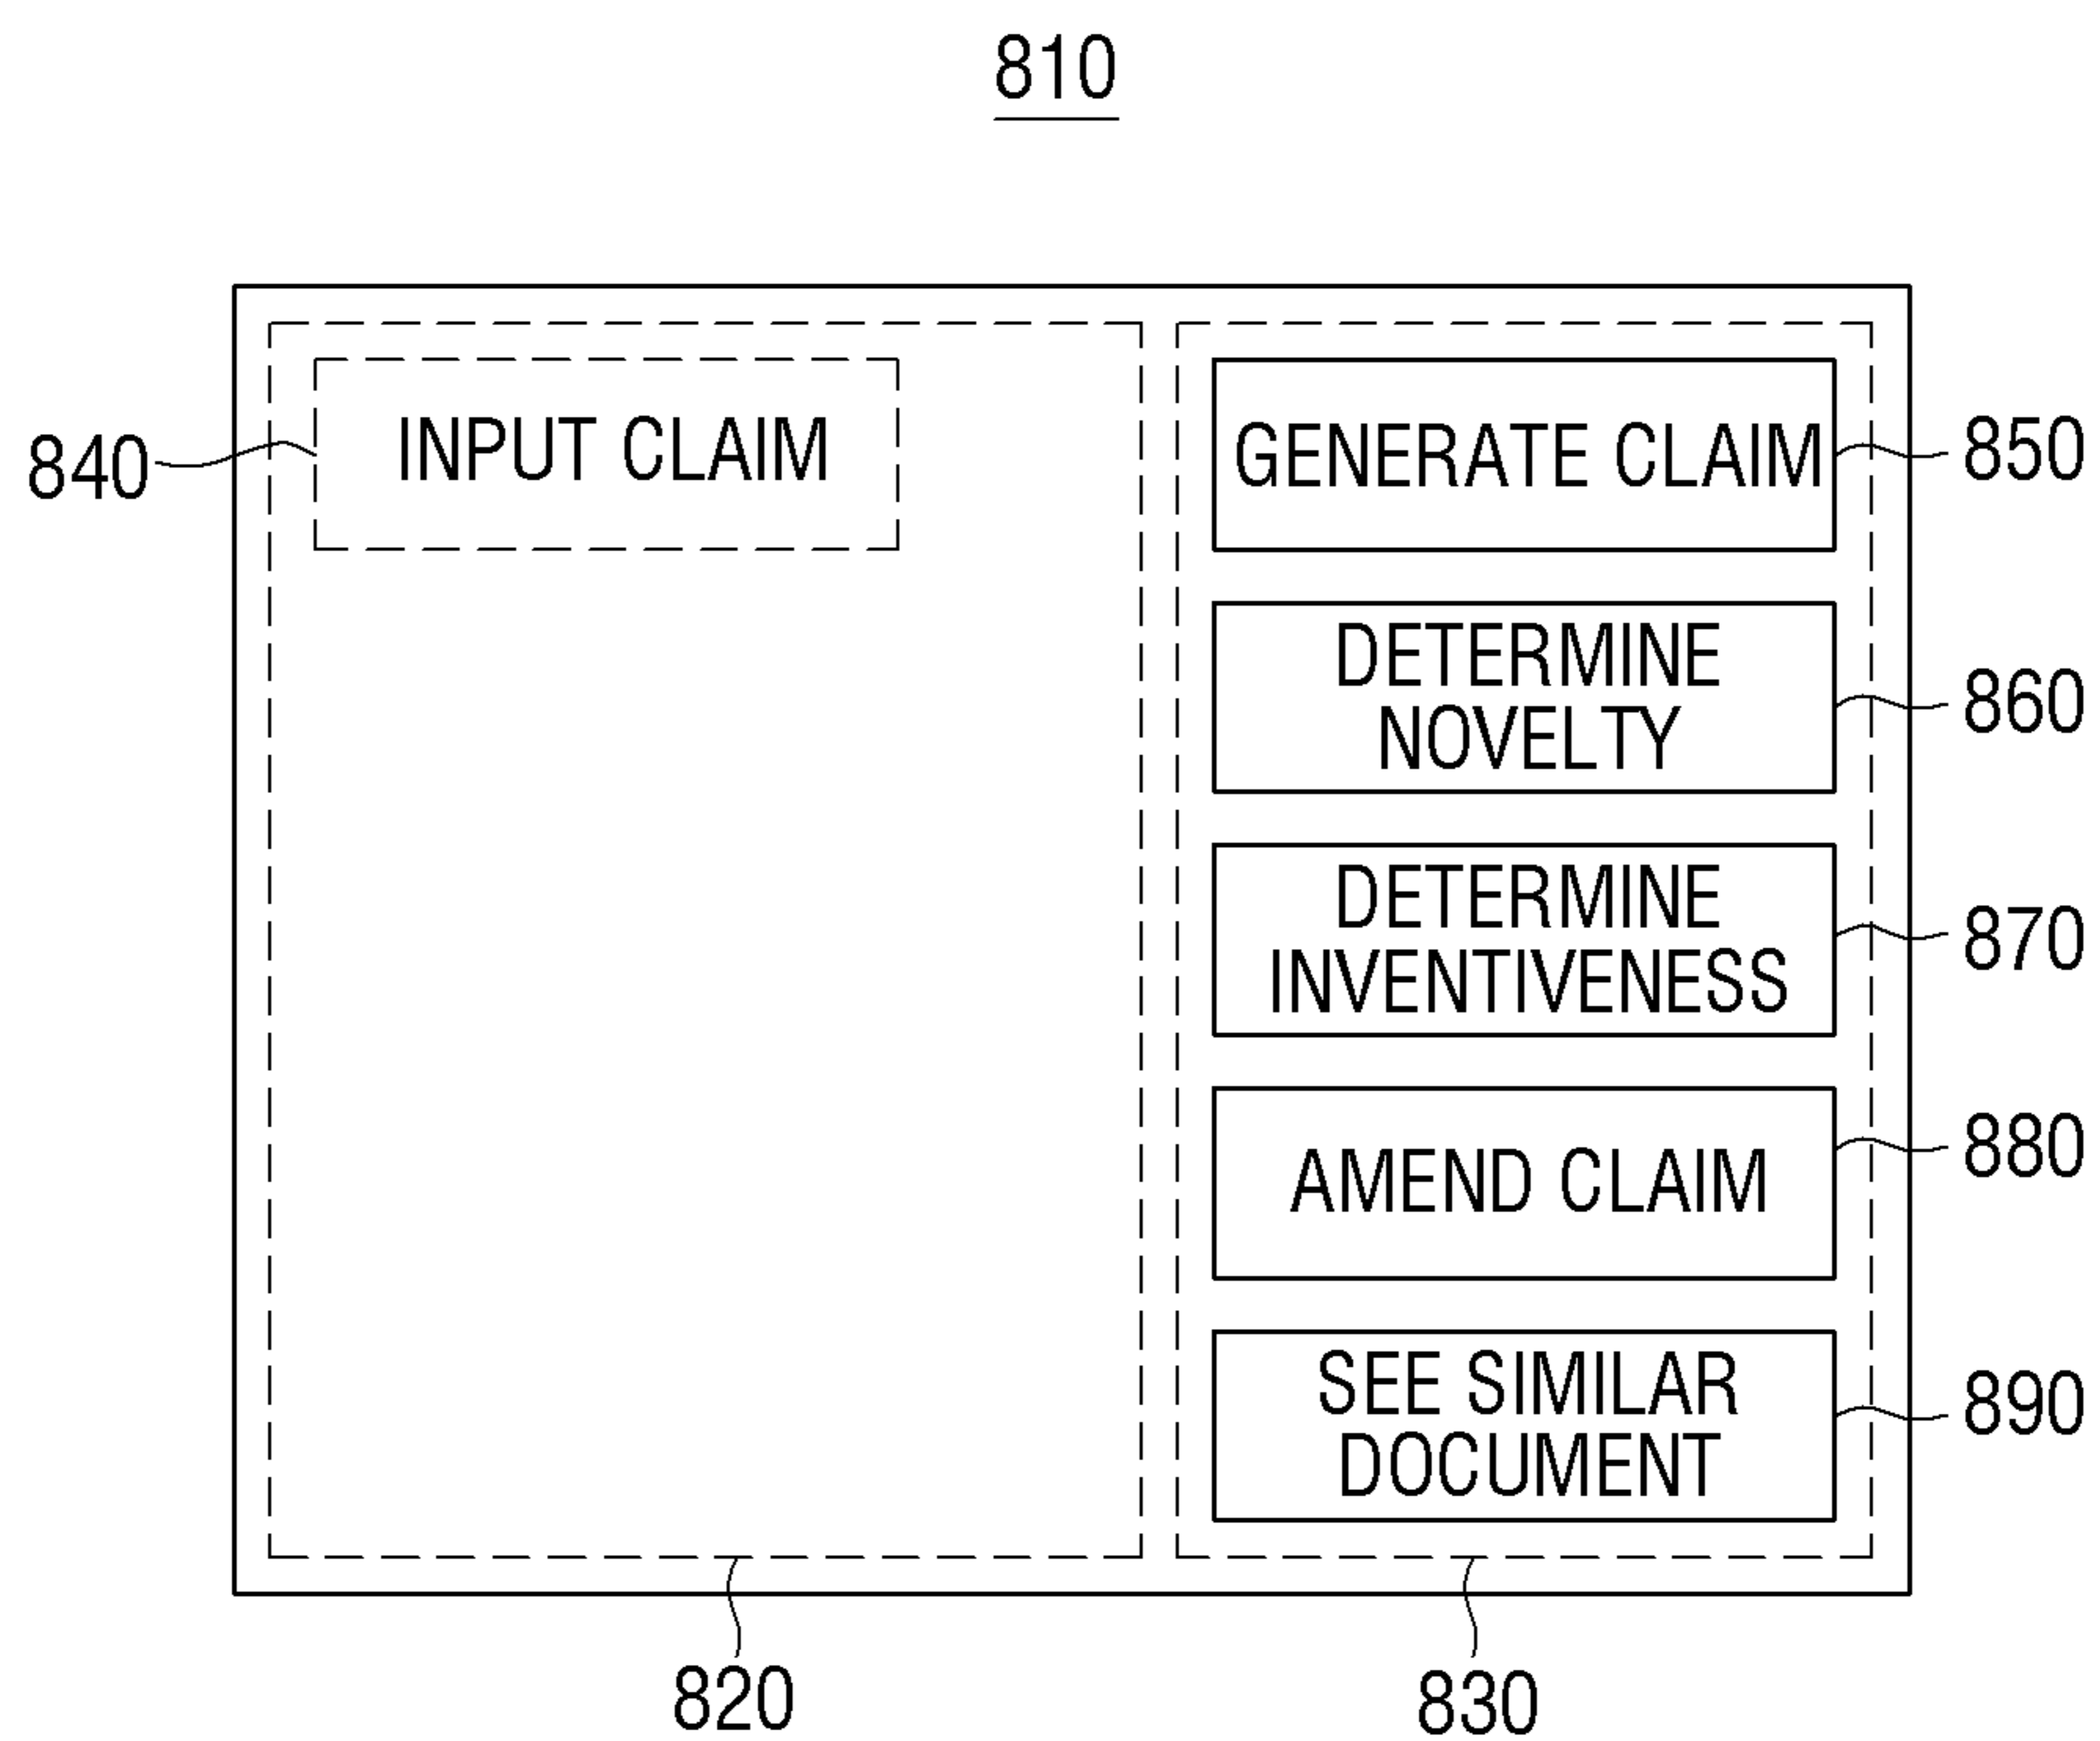 810
840
INPUT CLAIM
GENERATE CLAIM
850
DETERMINE
NOVELTY
860
DETERMINE
INVENTIVENESS
870
AMEND CLAIM
880
SEE SIMILAR
DOCUMENT
890
820
830